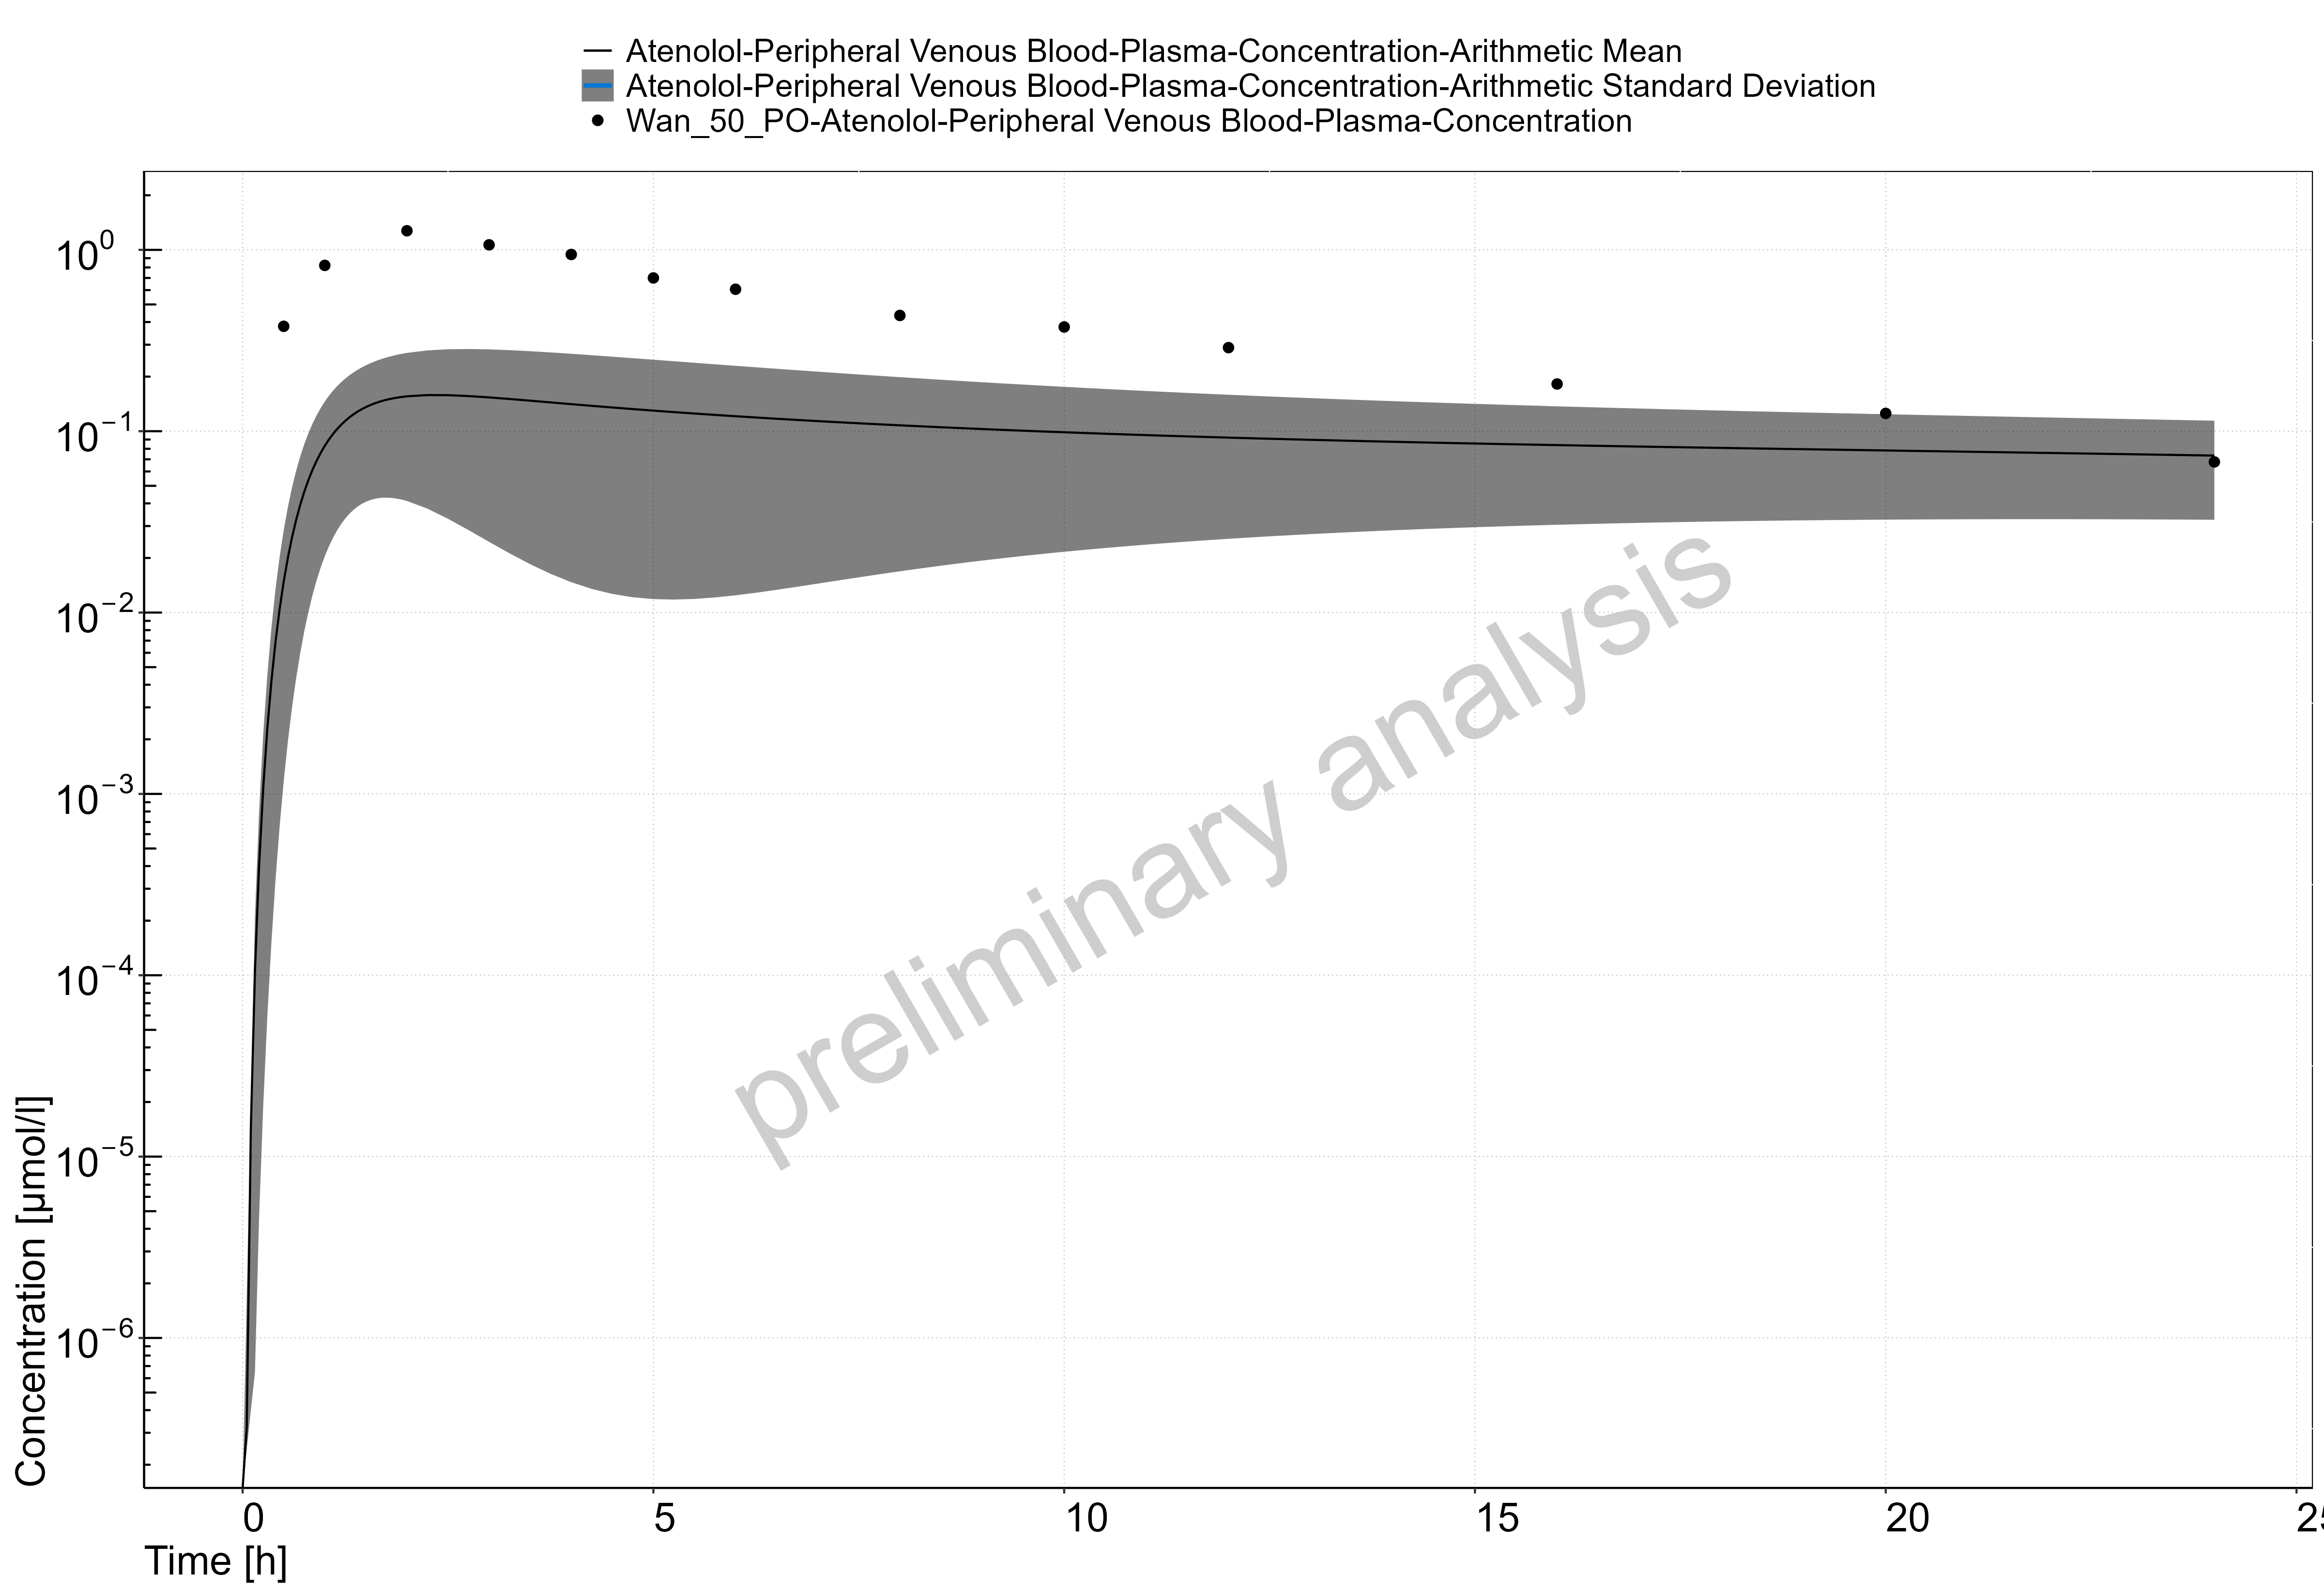 Atenolol-Peripheral Venous Blood-Plasma-Concentration-Arithmetic Mean
Atenolol-Peripheral Venous Blood-Plasma-Concentration-Arithmetic Standard Deviation
Wan_50_PO-Atenolol-Peripheral Venous Blood-Plasma-Concentration
10⁰
10⁻¹
10⁻²
10⁻³
10⁻⁴
10⁻⁵
10⁻⁶
Concentration [µmol/l]
preliminary analysis
0 5 10 15 20
Time [h]